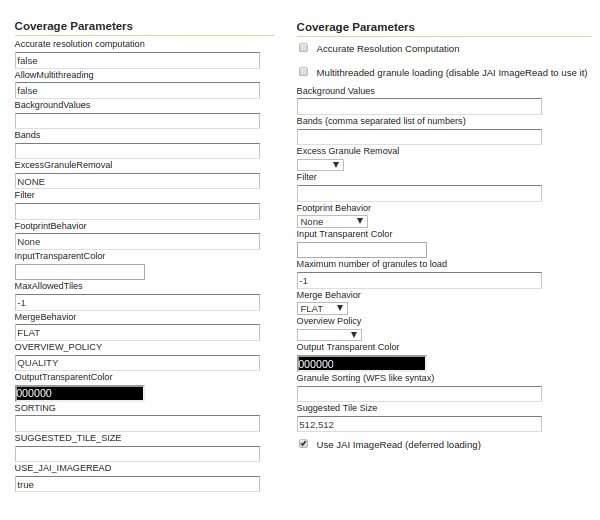 Coverage Parameters
Accurate resolution computation
false
AllowMultithreading
false
BackgroundValues
Bands
ExcessGranuleRemoval
NONE
Filter
FootprintBehavior
None
InputTransparentColor
MaxAllowedTiles
-1
MergeBehavior
FLAT
OVERVIEW_POLICY
QUALITY
OutputTransparentColor
000000
SORTING
SUGGESTED_TILE_SIZE
USE_JAI_IMAGEREAD
true
Coverage Parameters
Accurate Resolution Computation
Multithreaded granule loading (disable JAI ImageRead to use it)
Background Values
Bands (comma separated list of numbers)
Excess Granule Removal
Filter
Footprint Behavior
None
Input Transparent Color
Maximum number of granules to load
-1
Merge Behavior
FLAT
Overview Policy
Output Transparent Color
000000
Granule Sorting (WFS like syntax)
Suggested Tile Size
512,512
Use JAI ImageRead (deferred loading)